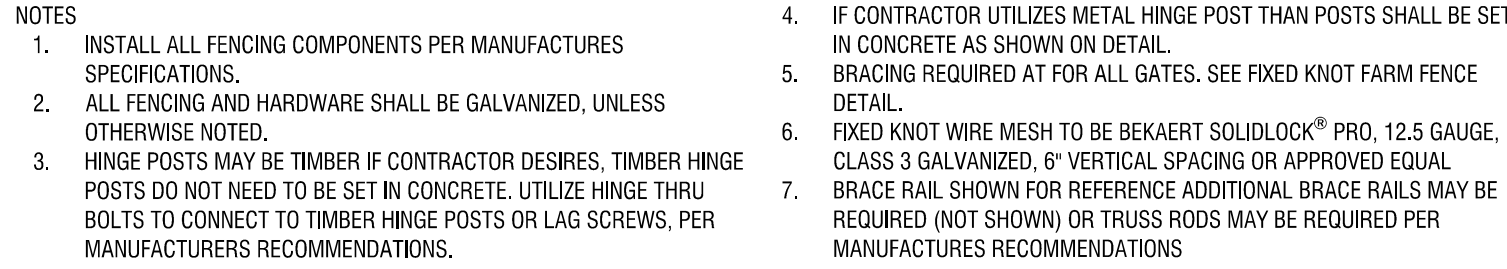 NOTES
1. INSTALL ALL FENCING COMPONENTS PER MANUFACTURES
SPECIFICATIONS.
2. ALL FENCING AND HARDWARE SHALL BE GALVANIZED, UNLESS
OTHERWISE NOTED.
3. HINGE POSTS MAY BE TIMBER IF CONTRACTOR DESIRES, TIMBER HINGE
POSTS DO NOT NEED TO BE SET IN CONCRETE. UTILIZE HINGE THRU
BOLTS TO CONNECT TO TIMBER HINGE POSTS OR LAG SCREWS, PER
MANUFACTURERS RECOMMENDATIONS.
4. IF CONTRACTOR UTILIZES METAL HINGE POST THAN POSTS SHALL BE SET
IN CONCRETE AS SHOWN ON DETAIL.
5. BRACING REQUIRED AT FOR ALL GATES. SEE FIXED KNOT FARM FENCE
DETAIL.
6. FIXED KNOT WIRE MESH TO BE BEKAERT SOLIDLOCK® PRO, 12.5 GAUGE,
CLASS 3 GALVANIZED, 6" VERTICAL SPACING OR APPROVED EQUAL
7. BRACE RAIL SHOWN FOR REFERENCE ADDITIONAL BRACE RAILS MAY BE
REQUIRED (NOT SHOWN) OR TRUSS RODS MAY BE REQUIRED PER
MANUFACTURES RECOMMENDATIONS